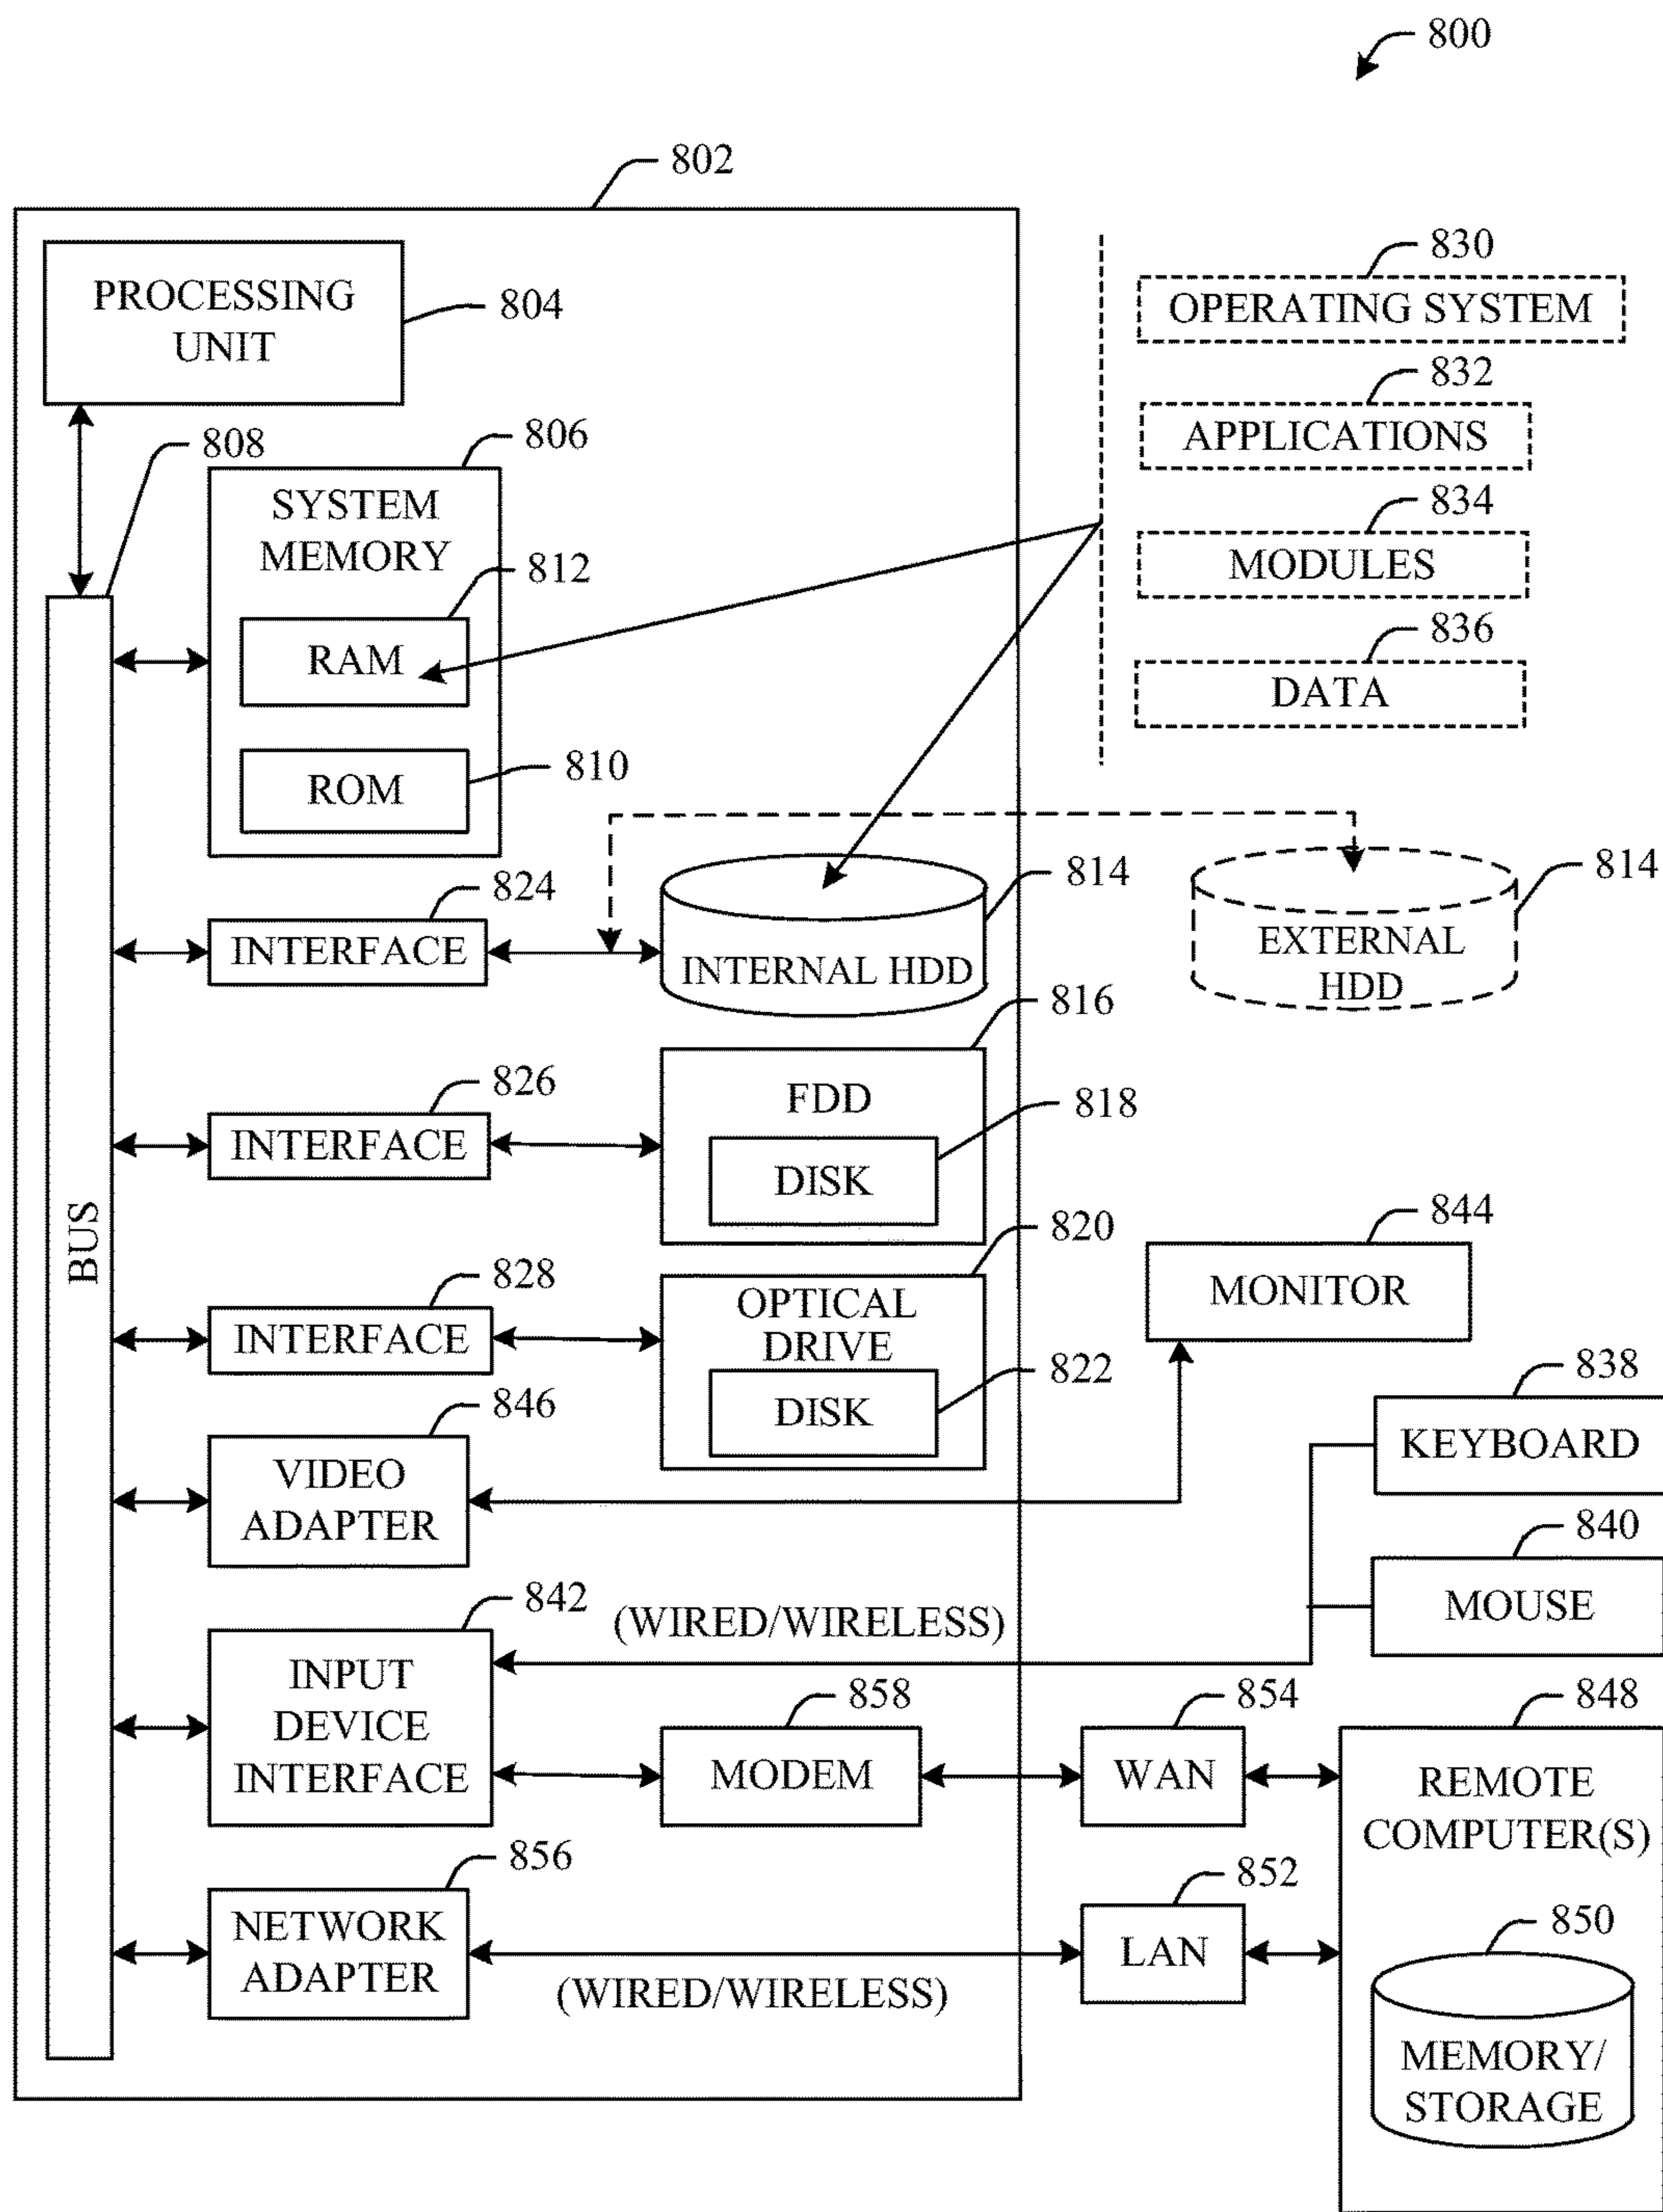 800
802
PROCESSING
UNIT
804
830
OPERATING SYSTEM
832
APPLICATIONS
834
MODULES
836
DATA
808
806
SYSTEM
MEMORY
812
RAM
810
ROM
BUS
824
INTERFACE
814
INTERNAL HDD
814
EXTERNAL
HDD
826
INTERFACE
816
FDD
818
DISK
828
INTERFACE
820
OPTICAL
DRIVE
822
DISK
844
MONITOR
846
VIDEO
ADAPTER
838
KEYBOARD
840
MOUSE
842
INPUT
DEVICE
INTERFACE
(WIRED/WIRELESS)
858
MODEM
854
WAN
848
REMOTE
COMPUTER(S)
856
NETWORK
ADAPTER
(WIRED/WIRELESS)
852
LAN
850
MEMORY/
STORAGE